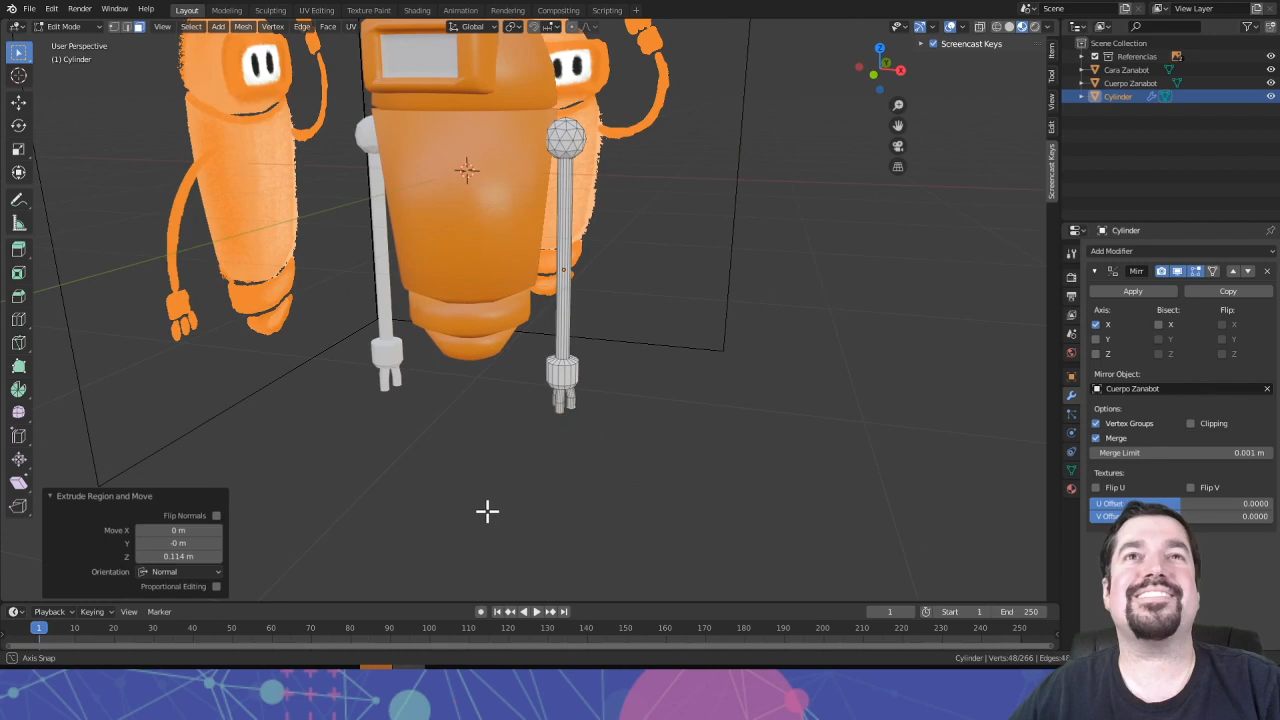 File Edit Render Window Help
Layout Modeling Sculpting UV Editing Texture Paint Shading Animation Rendering Compositing Scripting +
Scene
View Layer
Edit Mode View Select Add Mesh Vertex Edge Face UV
Global
User Perspective
(1) Cylinder
Screencast Keys
Z
Y
X
Item
Tool
View
Edit
Screencast Keys
Scene Collection
Referencias
Cara Zanabot
Cuerpo Zanabot
Cylinder
Cylinder
Add Modifier
Mirr
Apply Copy
Axis: Bisect: Flip:
X X X
Y Y Y
Z Z Z
Mirror Object:
Cuerpo Zanabot
Options:
Vertex Groups Clipping
Merge
Merge Limit 0.001 m
Textures:
Flip U Flip V
U Offset 0.0000
V Offs 0.0000
Extrude Region and Move
Flip Normals
Move X 0 m
Y -0 m
Z 0.114 m
Orientation Normal
Proportional Editing
Playback Keying View Marker
1 Start 1 End 250
1 10 20 30 40 50 60 70 80 90 100 110 120 130 140 150 160 170 180 190 200 210 220 230 240 250
Axis Snap
Cylinder | Verts:48/266 | Edges:48